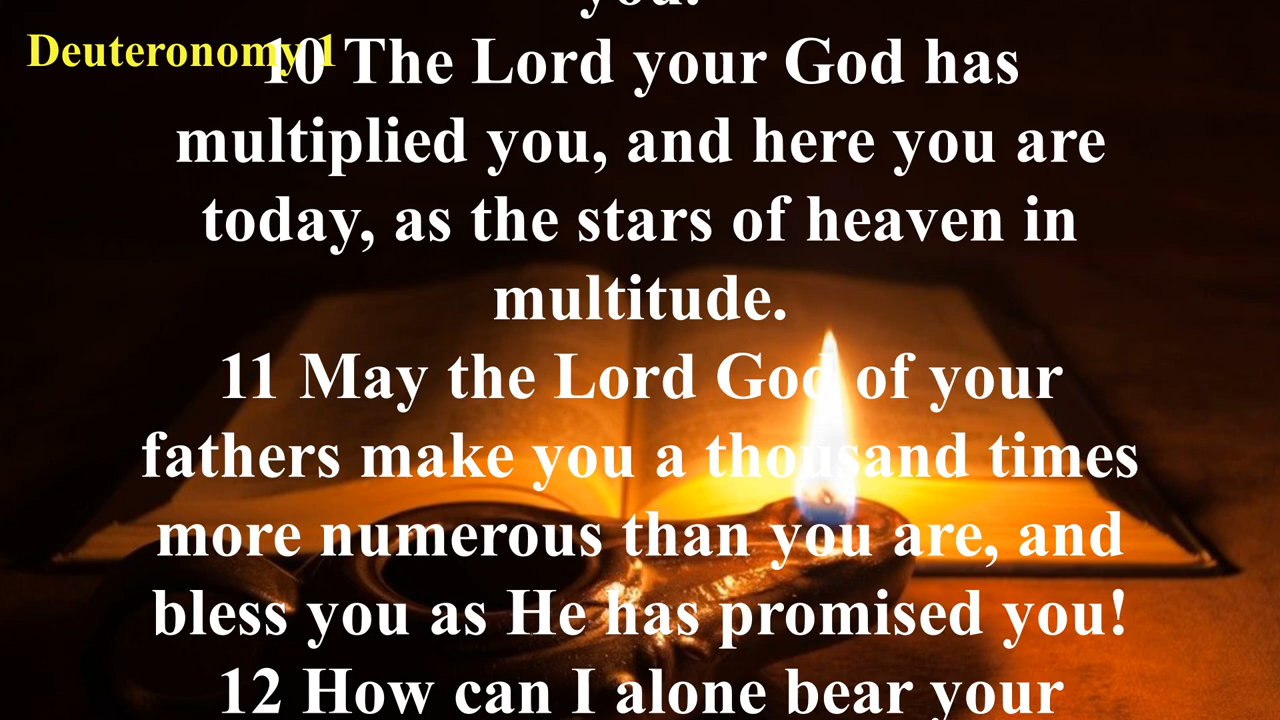 you!
Deuteronomy 1
10 The Lord your God has
multiplied you, and here you are
today, as the stars of heaven in
multitude.
11 May the Lord God of your
fathers make you a thousand times
more numerous than you are, and
bless you as He has promised you!
12 How can I alone bear your